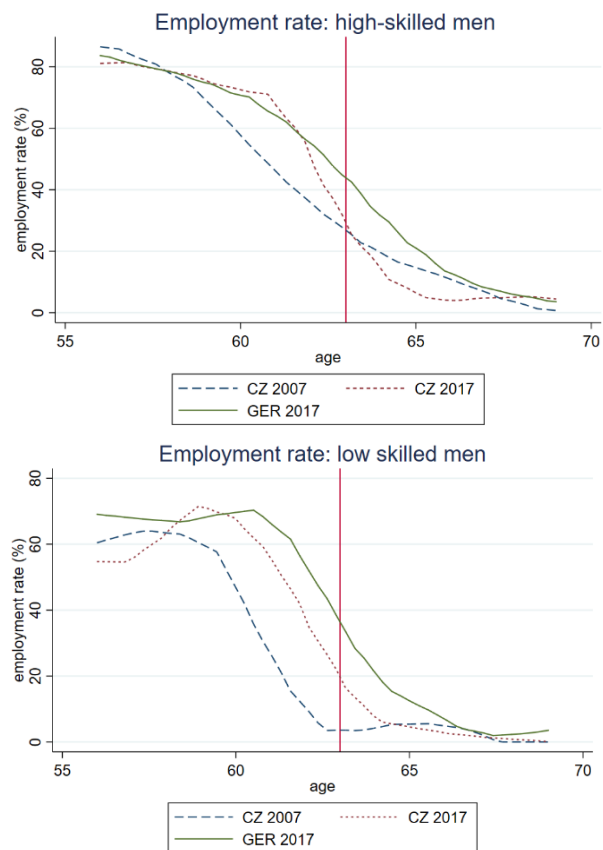 Employment rate: high-skilled men
employment rate (%)
80
60
40
20
0
55
60
65
70
age
CZ 2007
CZ 2017
GER 2017
Employment rate: low skilled men
employment rate (%)
80
60
40
20
0
55
60
65
70
age
CZ 2007
CZ 2017
GER 2017